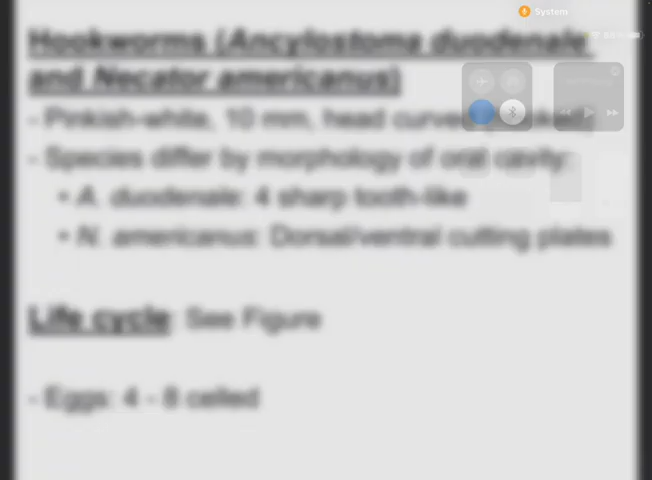 System
Hookworms (Ancylostoma duodenale
and Necator americanus)
- Pinkish-white, 10 mm, head curved
- Species differ by morphology of oral cavity:
• A. duodenale: 4 sharp tooth-like
• N. americanus: Dorsal/ventral cutting plates
Life cycle: See Figure
- Eggs: 4 - 8 celled